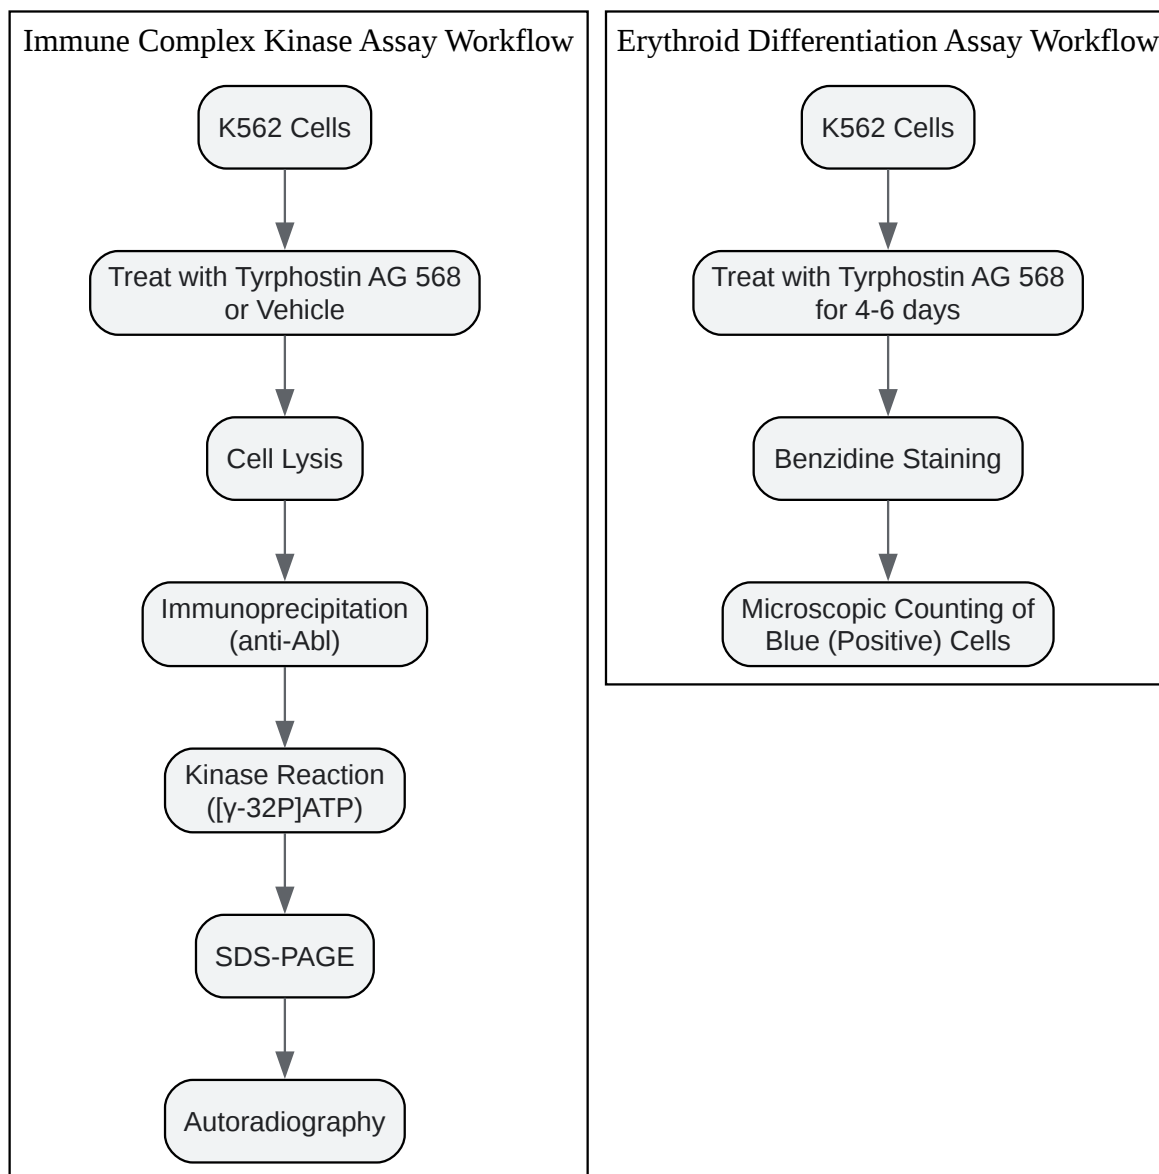 Immune Complex Kinase Assay Workflow
K562 Cells
Treat with Tyrphostin AG 568
or Vehicle
Cell Lysis
Immunoprecipitation
(anti-Abl)
Kinase Reaction
([γ-32P]ATP)
SDS-PAGE
Autoradiography
Erythroid Differentiation Assay Workflow
K562 Cells
Treat with Tyrphostin AG 568
for 4-6 days
Benzidine Staining
Microscopic Counting of
Blue (Positive) Cells